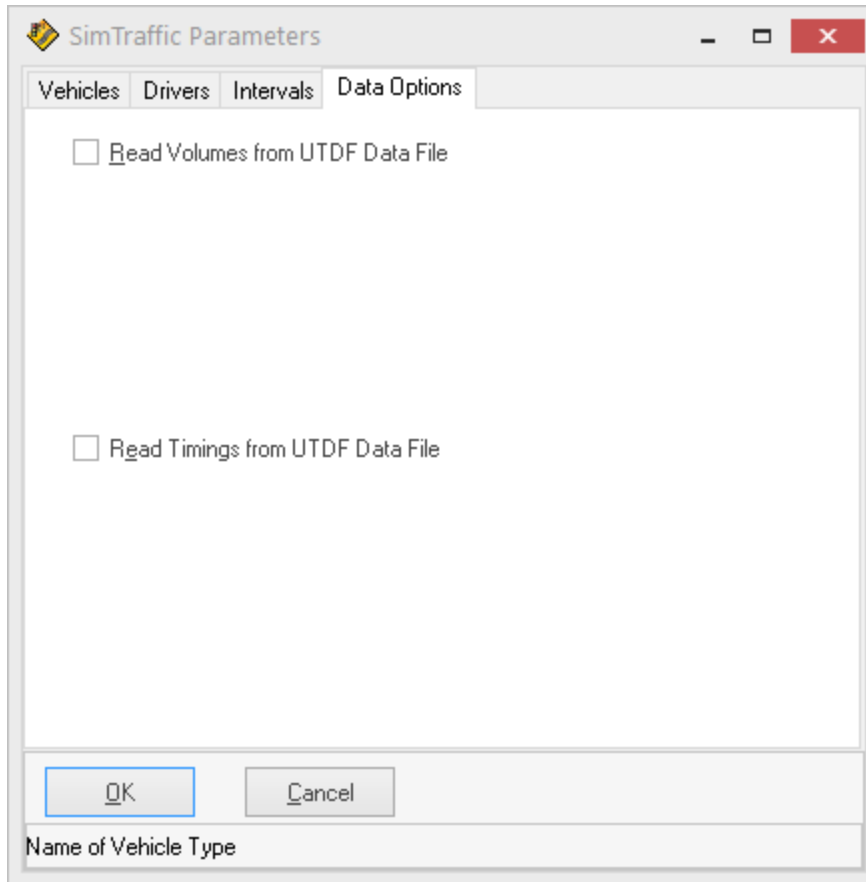 SimTraffic Parameters
Vehicles Drivers Intervals Data Options
Read Volumes from UTDF Data File
Read Timings from UTDF Data File
OK Cancel
Name of Vehicle Type